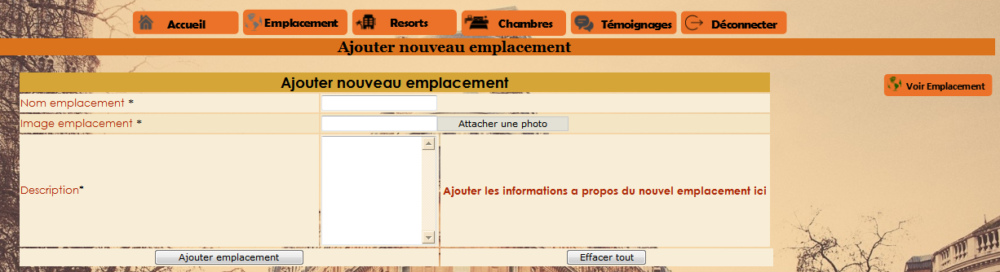 Accueil Emplacement Resorts Chambres Témoignages Déconnecter
Ajouter nouveau emplacement
Ajouter nouveau emplacement
Voir Emplacement
Nom emplacement *
Image emplacement * Attacher une photo
Description* Ajouter les informations a propos du nouvel emplacement ici
Ajouter emplacement Effacer tout